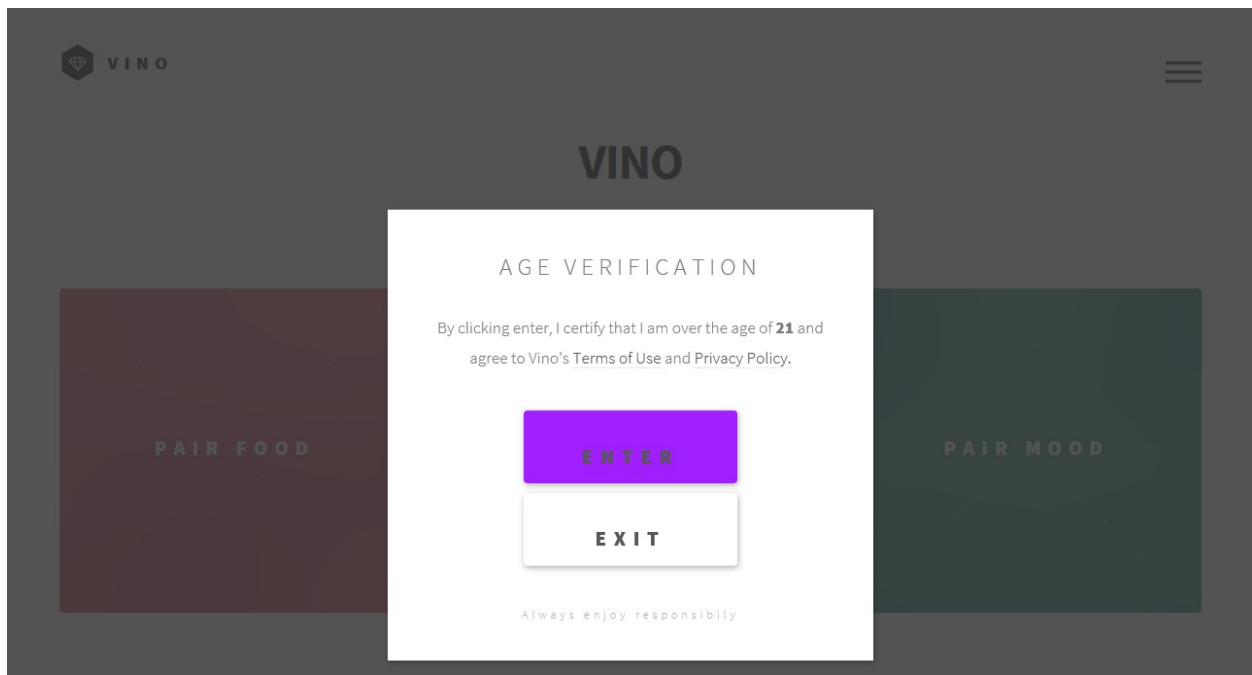 VINO
VINO
AGE VERIFICATION
By clicking enter, I certify that I am over the age of 21 and
agree to Vino's Terms of Use and Privacy Policy.
PAIR FOOD
PAIR MOOD
ENTER
EXIT
Always enjoy responsibily